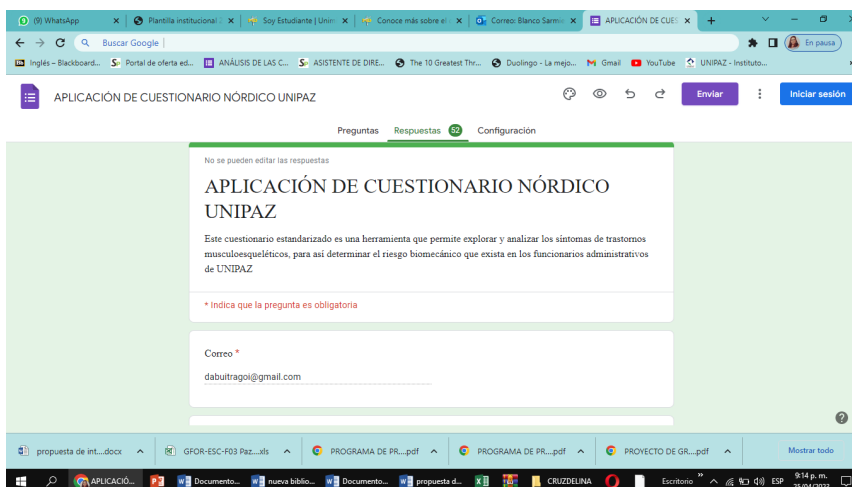 (9) WhatsApp
Plantilla institucional
Soy Estudiante | Unim
Conoce más sobre el
Correo: Blanco Sarmi
APLICACIÓN DE CUES
Buscar Google
En pausa
Inglés – Blackboard...
Portal de oferta ed...
ANÁLISIS DE LAS C...
ASISTENTE DE DIRE...
The 10 Greatest Thr...
Duolingo - La mejo...
Gmail
YouTube
UNIPAZ - Instituto...
APLICACIÓN DE CUESTIONARIO NÓRDICO UNIPAZ
Enviar
Iniciar sesión
Preguntas Respuestas 52 Configuración
No se pueden editar las respuestas
APLICACIÓN DE CUESTIONARIO NÓRDICO
UNIPAZ
Este cuestionario estandarizado es una herramienta que permite explorar y analizar los síntomas de trastornos
musculoesqueléticos, para así determinar el riesgo biomecánico que exista en los funcionarios administrativos
de UNIPAZ
* Indica que la pregunta es obligatoria
Correo *
dabuitragoi@gmail.com
propuesta de int....docx
GFOR-ESC-F03 Paz....xls
PROGRAMA DE PR....pdf
PROGRAMA DE PR....pdf
PROYECTO DE GR....pdf
Mostrar todo
APLICACIÓ...
Documento...
nueva biblio...
Documento...
propuesta d...
CRUZDELINA
Escritorio
ESP
9:14 p. m.
25/04/2023